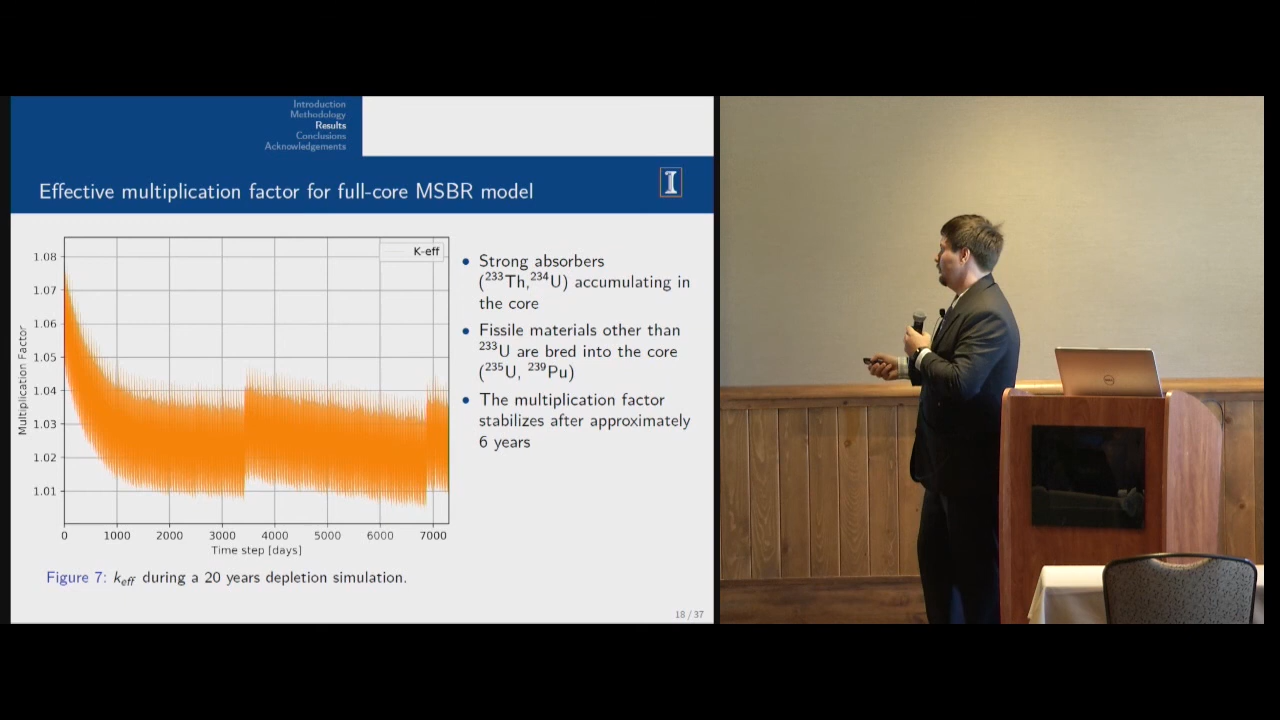 Introduction
Methodology
Results
Conclusions
Acknowledgements
Effective multiplication factor for full-core MSBR model
I
K-eff
1.08
1.07
1.06
1.05
1.04
1.03
1.02
1.01
Multiplication Factor
0 1000 2000 3000 4000 5000 6000 7000
Time step [days]
Figure 7: keff during a 20 years depletion simulation.
• Strong absorbers
(²³³Th,²³⁴U) accumulating in
the core
• Fissile materials other than
²³³U are bred into the core
(²³⁵U, ²³⁹Pu)
• The multiplication factor
stabilizes after approximately
6 years
18 / 37
DELL